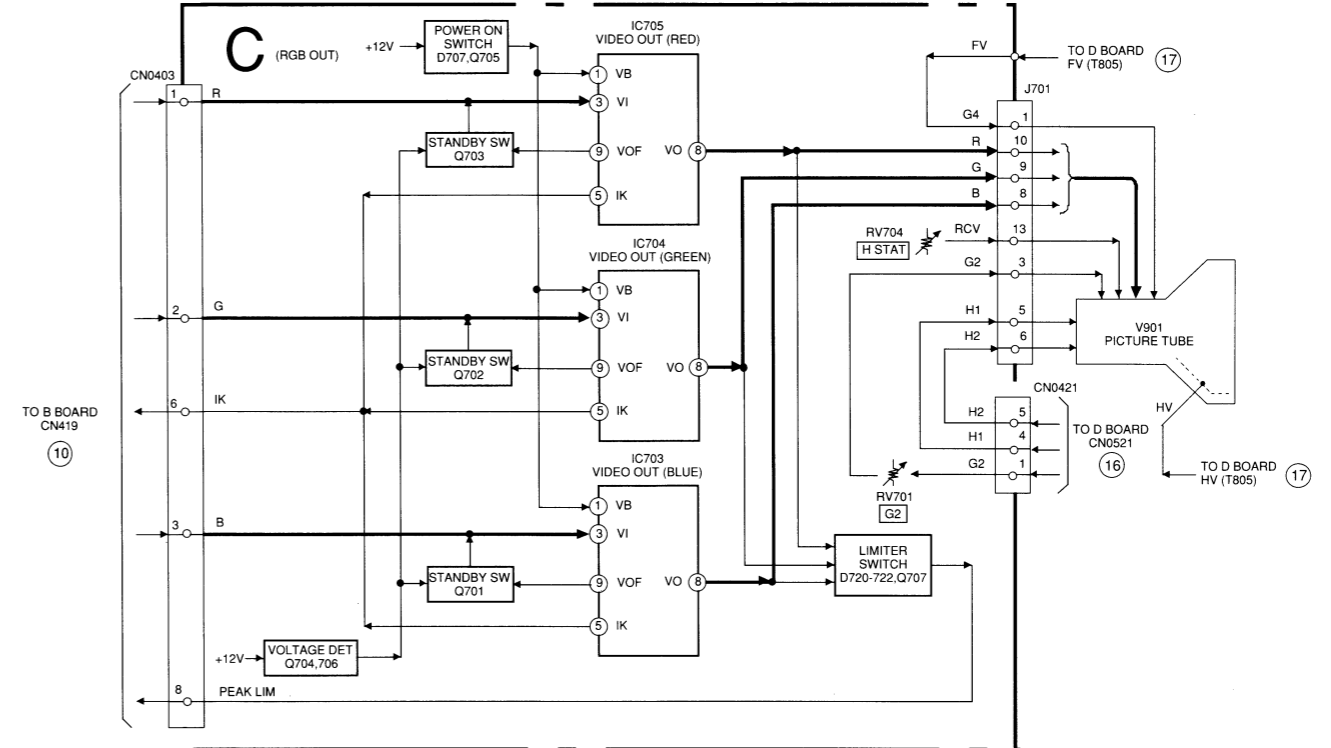 C (RGB OUT)
+12V
POWER ON
SWITCH
D707,Q705
IC705
VIDEO OUT (RED)
1 VB
3 VI
9 VOF
VO 8
5 IK
CN0403
1 R
STANDBY SW
Q703
IC704
VIDEO OUT (GREEN)
1 VB
3 VI
9 VOF
VO 8
5 IK
2 G
STANDBY SW
Q702
6 IK
TO B BOARD
CN419
10
IC703
VIDEO OUT (BLUE)
1 VB
3 VI
9 VOF
VO 8
5 IK
3 B
STANDBY SW
Q701
+12V
VOLTAGE DET
Q704,706
8 PEAK LIM
FV
TO D BOARD
FV (T805)
17
J701
G4 1
R 10
G 9
B 8
RV704
H STAT
RCV 13
G2 3
H1 5
H2 6
V901
PICTURE TUBE
CN0421
H2 5
H1 4
G2 1
TO D BOARD
CN0521
16
RV701
G2
HV
TO D BOARD
HV (T805)
17
LIMITER
SWITCH
D720-722,Q707